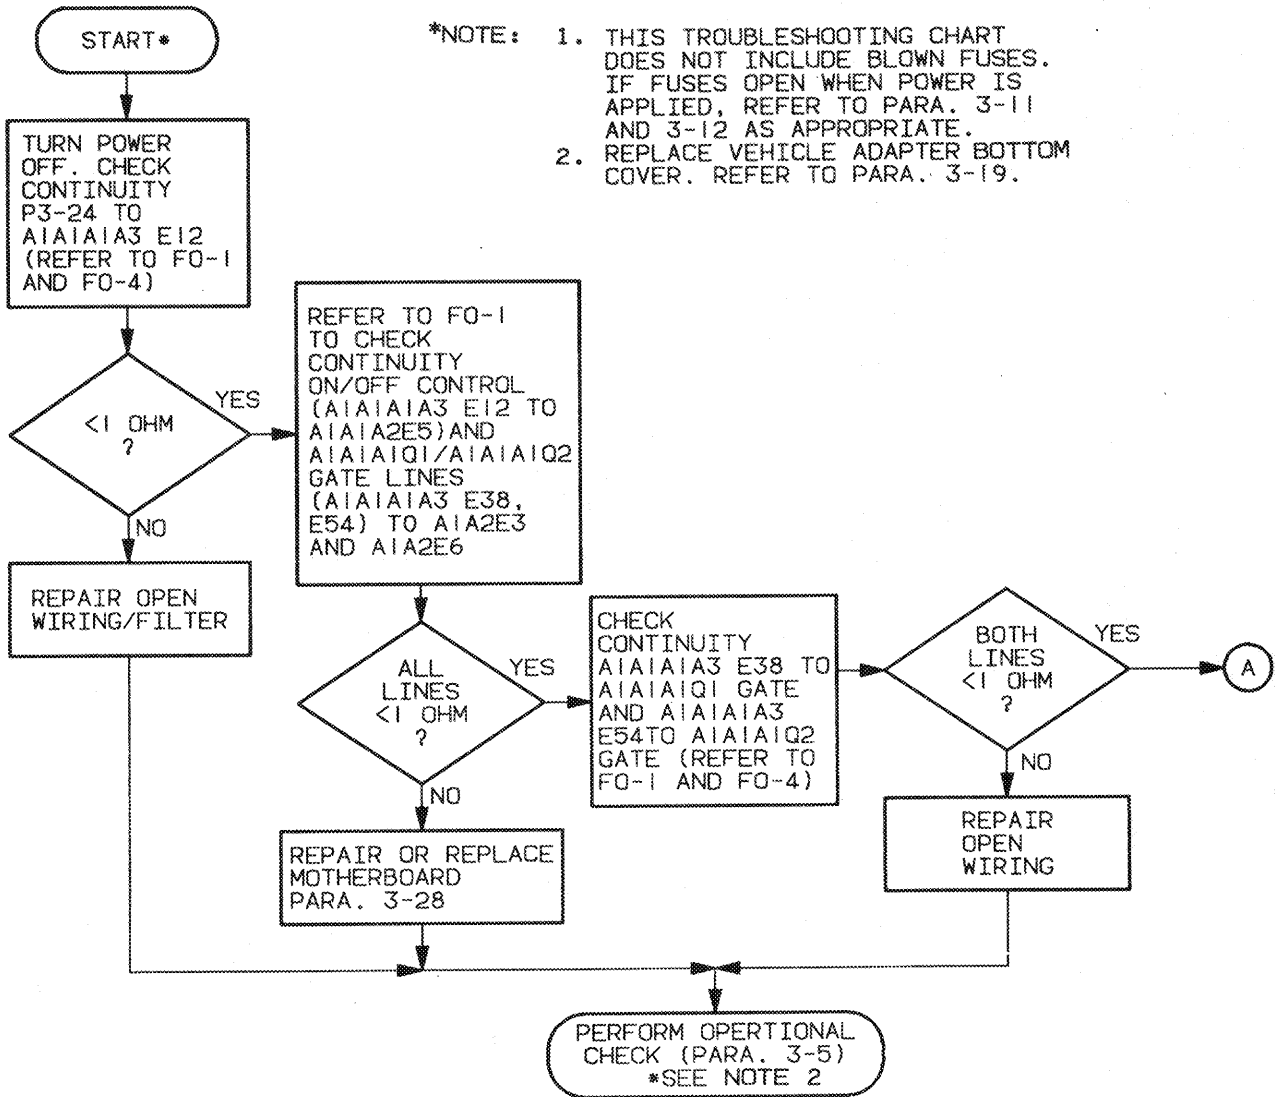 START*
*NOTE: 1. THIS TROUBLESHOOTING CHART
DOES NOT INCLUDE BLOWN FUSES.
IF FUSES OPEN WHEN POWER IS
APPLIED, REFER TO PARA. 3-11
AND 3-12 AS APPROPRIATE.
2. REPLACE VEHICLE ADAPTER BOTTOM
COVER. REFER TO PARA. 3-19.
TURN POWER
OFF. CHECK
CONTINUITY
P3-24 TO
A1A1A1A3 E12
(REFER TO FO-1
AND FO-4)
<1 OHM
?
YES
NO
REPAIR OPEN
WIRING/FILTER
REFER TO FO-1
TO CHECK
CONTINUITY
ON/OFF CONTROL
(A1A1A1A3 E12 TO
A1A1A2E5)AND
A1A1A1Q1/A1A1A1Q2
GATE LINES
(A1A1A1A3 E38,
E54) TO A1A2E3
AND A1A2E6
ALL
LINES
<1 OHM
?
YES
NO
REPAIR OR REPLACE
MOTHERBOARD
PARA. 3-28
CHECK
CONTINUITY
A1A1A1A3 E38 TO
A1A1A1Q1 GATE
AND A1A1A1A3
E54TO A1A1A1Q2
GATE (REFER TO
FO-1 AND FO-4)
BOTH
LINES
<1 OHM
?
YES
A
NO
REPAIR
OPEN
WIRING
PERFORM OPERTIONAL
CHECK (PARA. 3-5)
*SEE NOTE 2